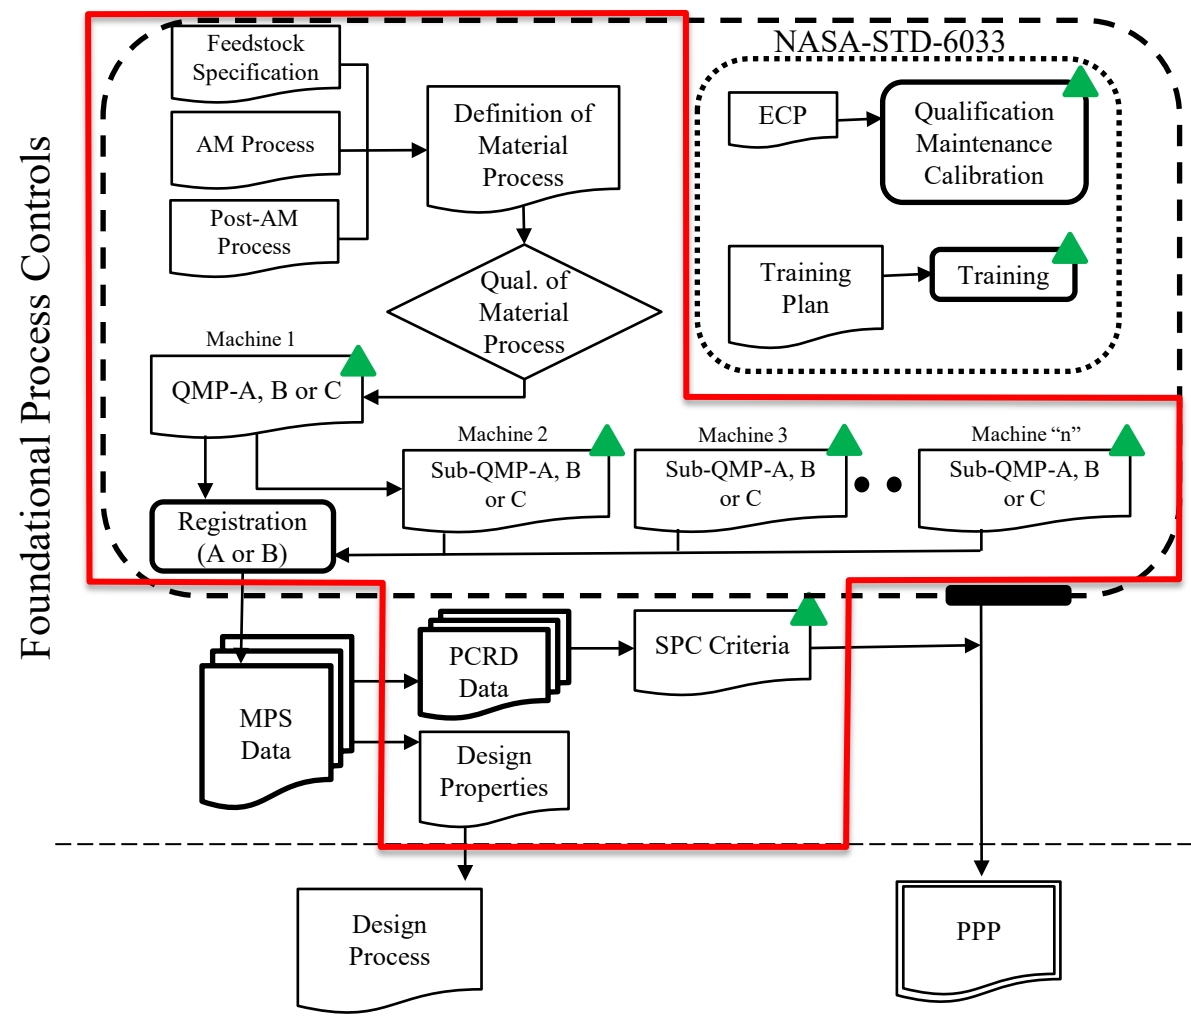 Foundational Process Controls
NASA-STD-6033
Feedstock
Specification
AM Process
Post-AM
Process
Definition of
Material
Process
Qual. of
Material
Process
ECP
Qualification
Maintenance
Calibration
Training
Plan
Training
Machine 1
QMP-A, B or C
Machine 2
Sub-QMP-A, B
or C
Machine 3
Sub-QMP-A, B
or C
Machine “n”
Sub-QMP-A, B
or C
Registration
(A or B)
MPS
Data
PCRD
Data
SPC Criteria
Design
Properties
Design
Process
PPP